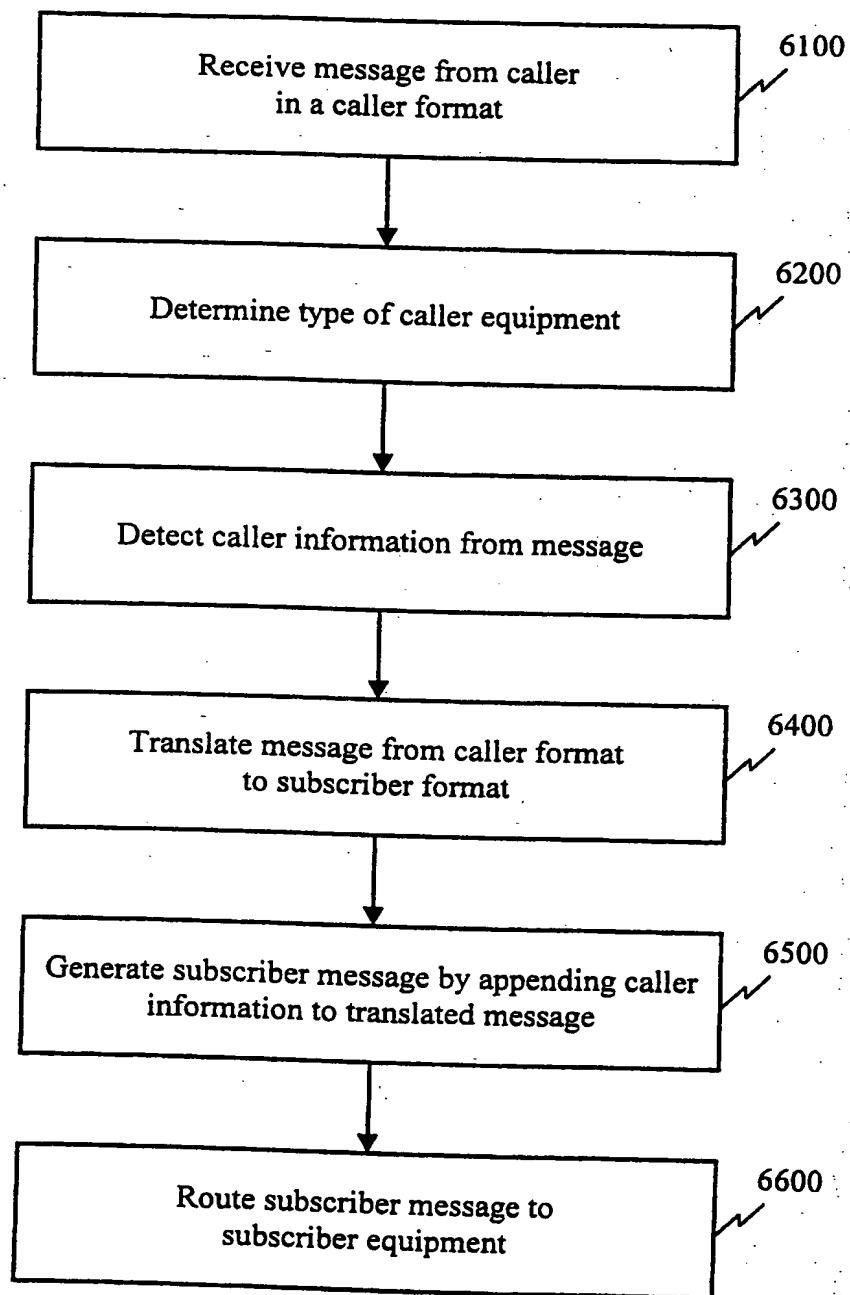 6100
Receive message from caller
in a caller format
6200
Determine type of caller equipment
6300
Detect caller information from message
6400
Translate message from caller format
to subscriber format
6500
Generate subscriber message by appending caller
information to translated message
6600
Route subscriber message to
subscriber equipment